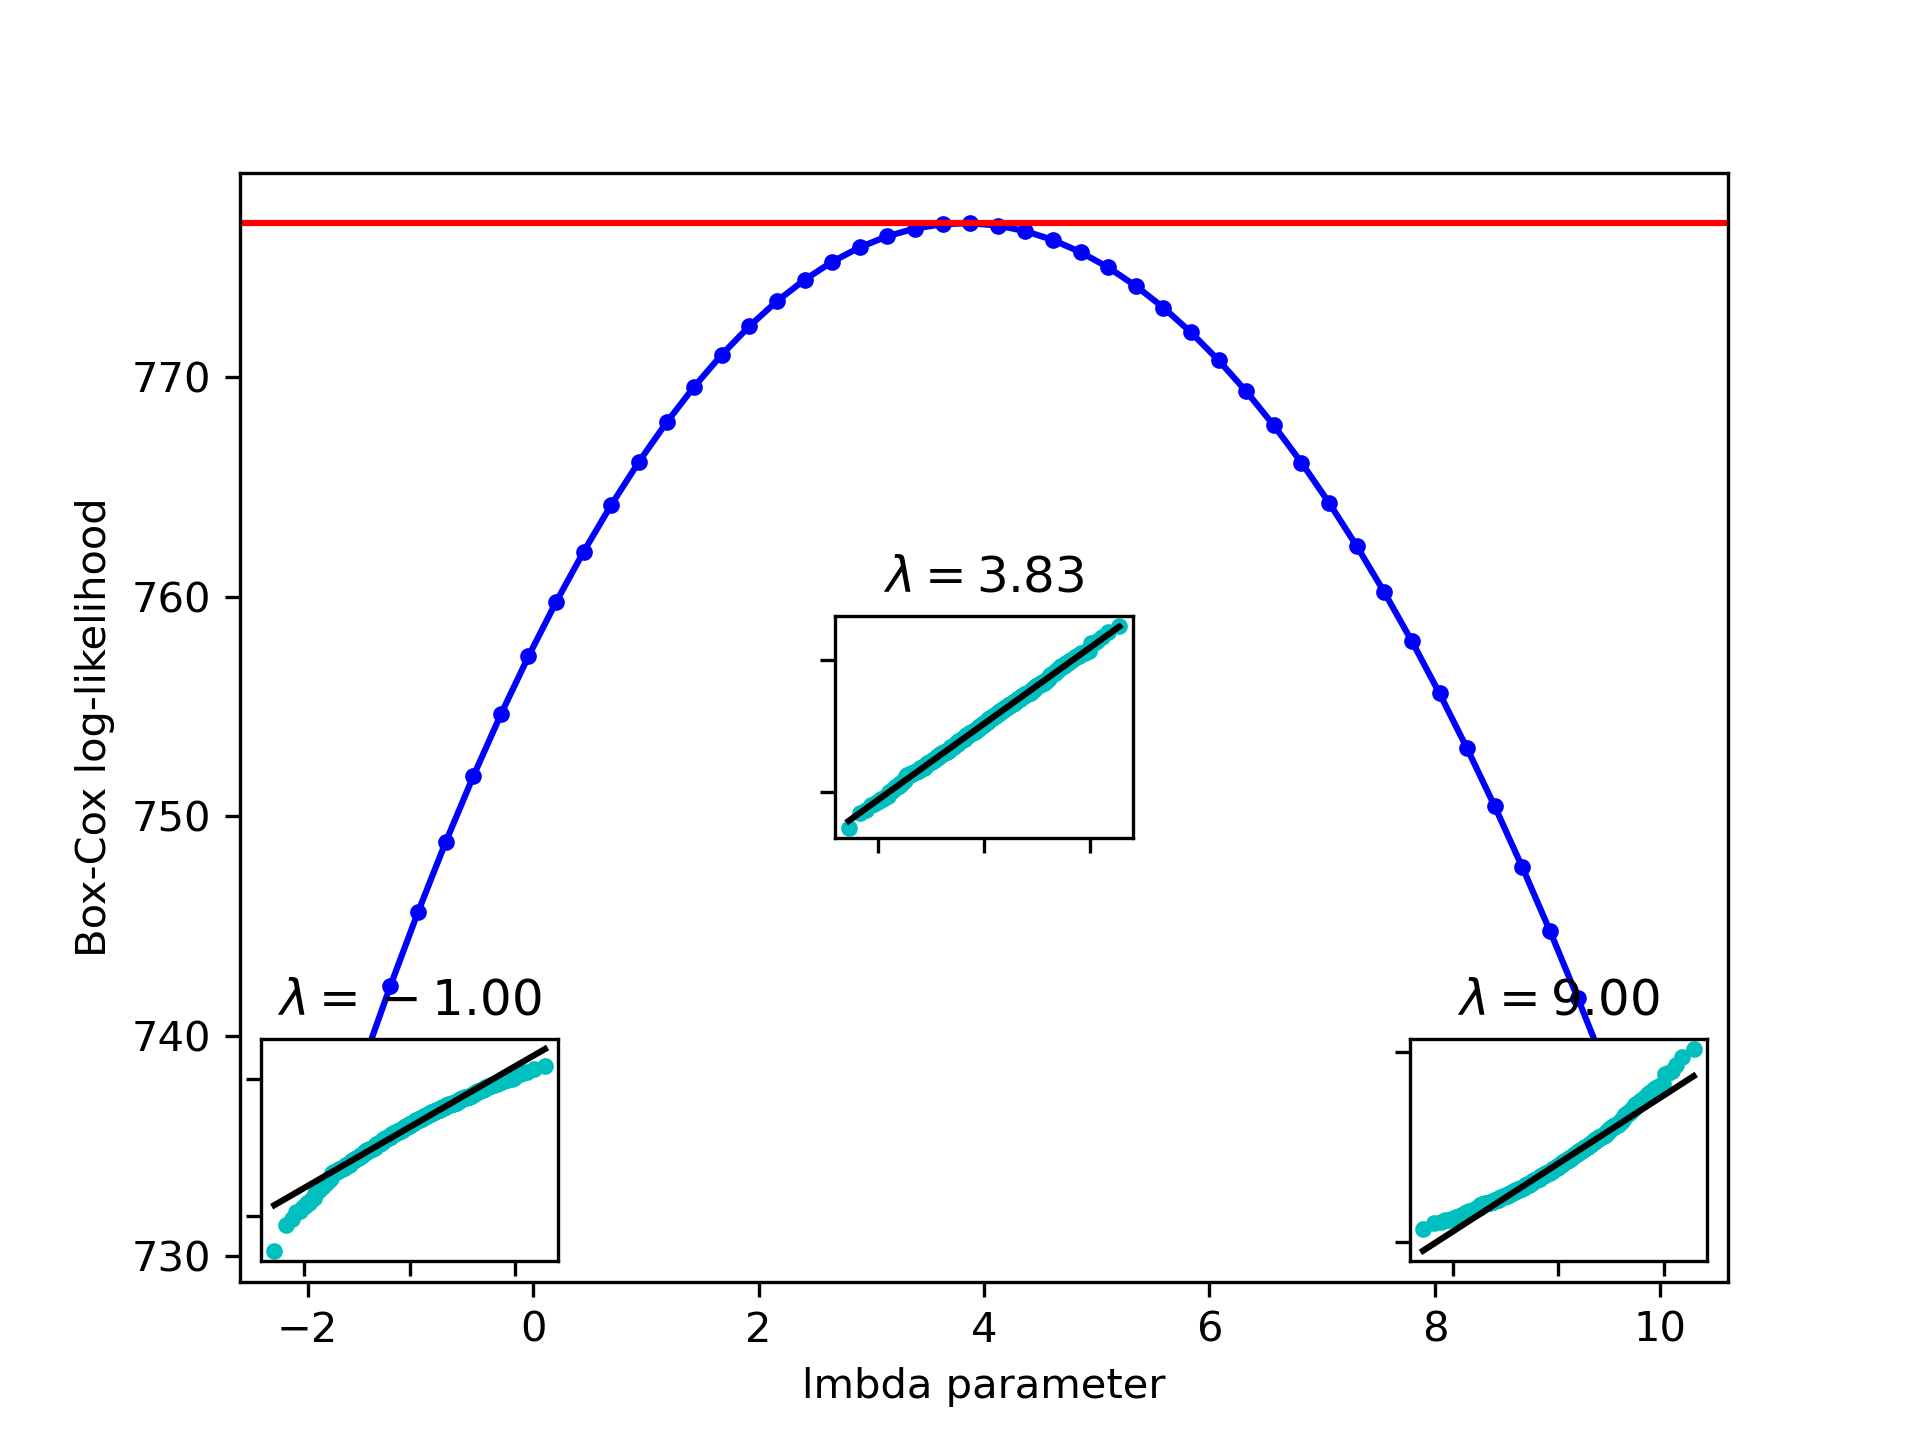 770
760
750
740
730
Box-Cox log-likelihood
λ = 3.83
λ = −1.00
λ = 9.00
−2 0 2 4 6 8 10
lmbda parameter